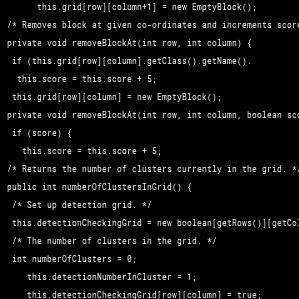 this.grid[row][column+1] = new EmptyBlock();
/* Removes block at given co-ordinates and increments score
private void removeBlockAt(int row, int column) {
if (this.grid[row][column].getClass().getName().
this.score = this.score + 5;
this.grid[row][column] = new EmptyBlock();
private void removeBlockAt(int row, int column, boolean sco
if (score) {
this.score = this.score + 5;
/* Returns the number of clusters currently in the grid. */
public int numberOfClustersInGrid() {
/* Set up detection grid. */
this.detectionCheckingGrid = new boolean[getRows()][getCol
/* The number of clusters in the grid. */
int numberOfClusters = 0;
this.detectionNumberInCluster = 1;
this.detectionCheckingGrid[row][column] = true;